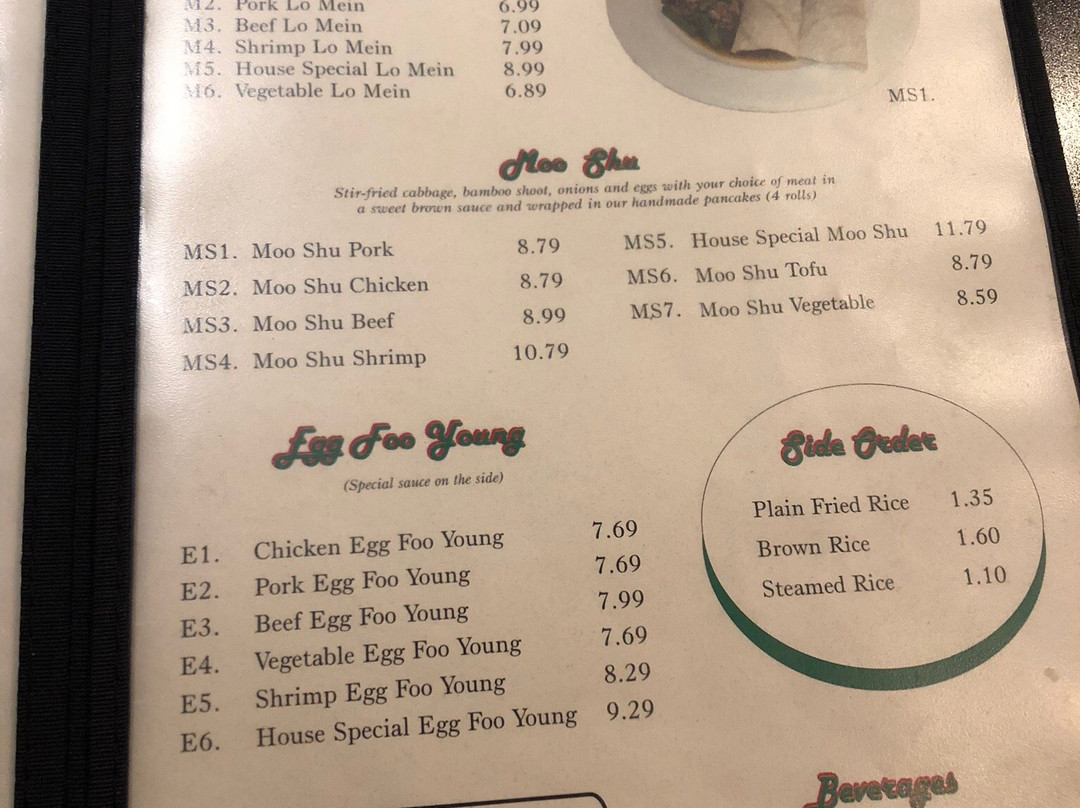 M2. Pork Lo Mein 6.99
M3. Beef Lo Mein 7.09
M4. Shrimp Lo Mein 7.99
M5. House Special Lo Mein 8.99
M6. Vegetable Lo Mein 6.89
MS1.
Moo Shu
Stir-fried cabbage, bamboo shoot, onions and eggs with your choice of meat in
a sweet brown sauce and wrapped in our handmade pancakes (4 rolls)
MS1. Moo Shu Pork 8.79
MS2. Moo Shu Chicken 8.79
MS3. Moo Shu Beef 8.99
MS4. Moo Shu Shrimp 10.79
MS5. House Special Moo Shu 11.79
MS6. Moo Shu Tofu 8.79
MS7. Moo Shu Vegetable 8.59
Egg Foo Young
(Special sauce on the side)
E1. Chicken Egg Foo Young 7.69
E2. Pork Egg Foo Young 7.69
E3. Beef Egg Foo Young 7.99
E4. Vegetable Egg Foo Young 7.69
E5. Shrimp Egg Foo Young 8.29
E6. House Special Egg Foo Young 9.29
Side Order
Plain Fried Rice 1.35
Brown Rice 1.60
Steamed Rice 1.10
Beverages